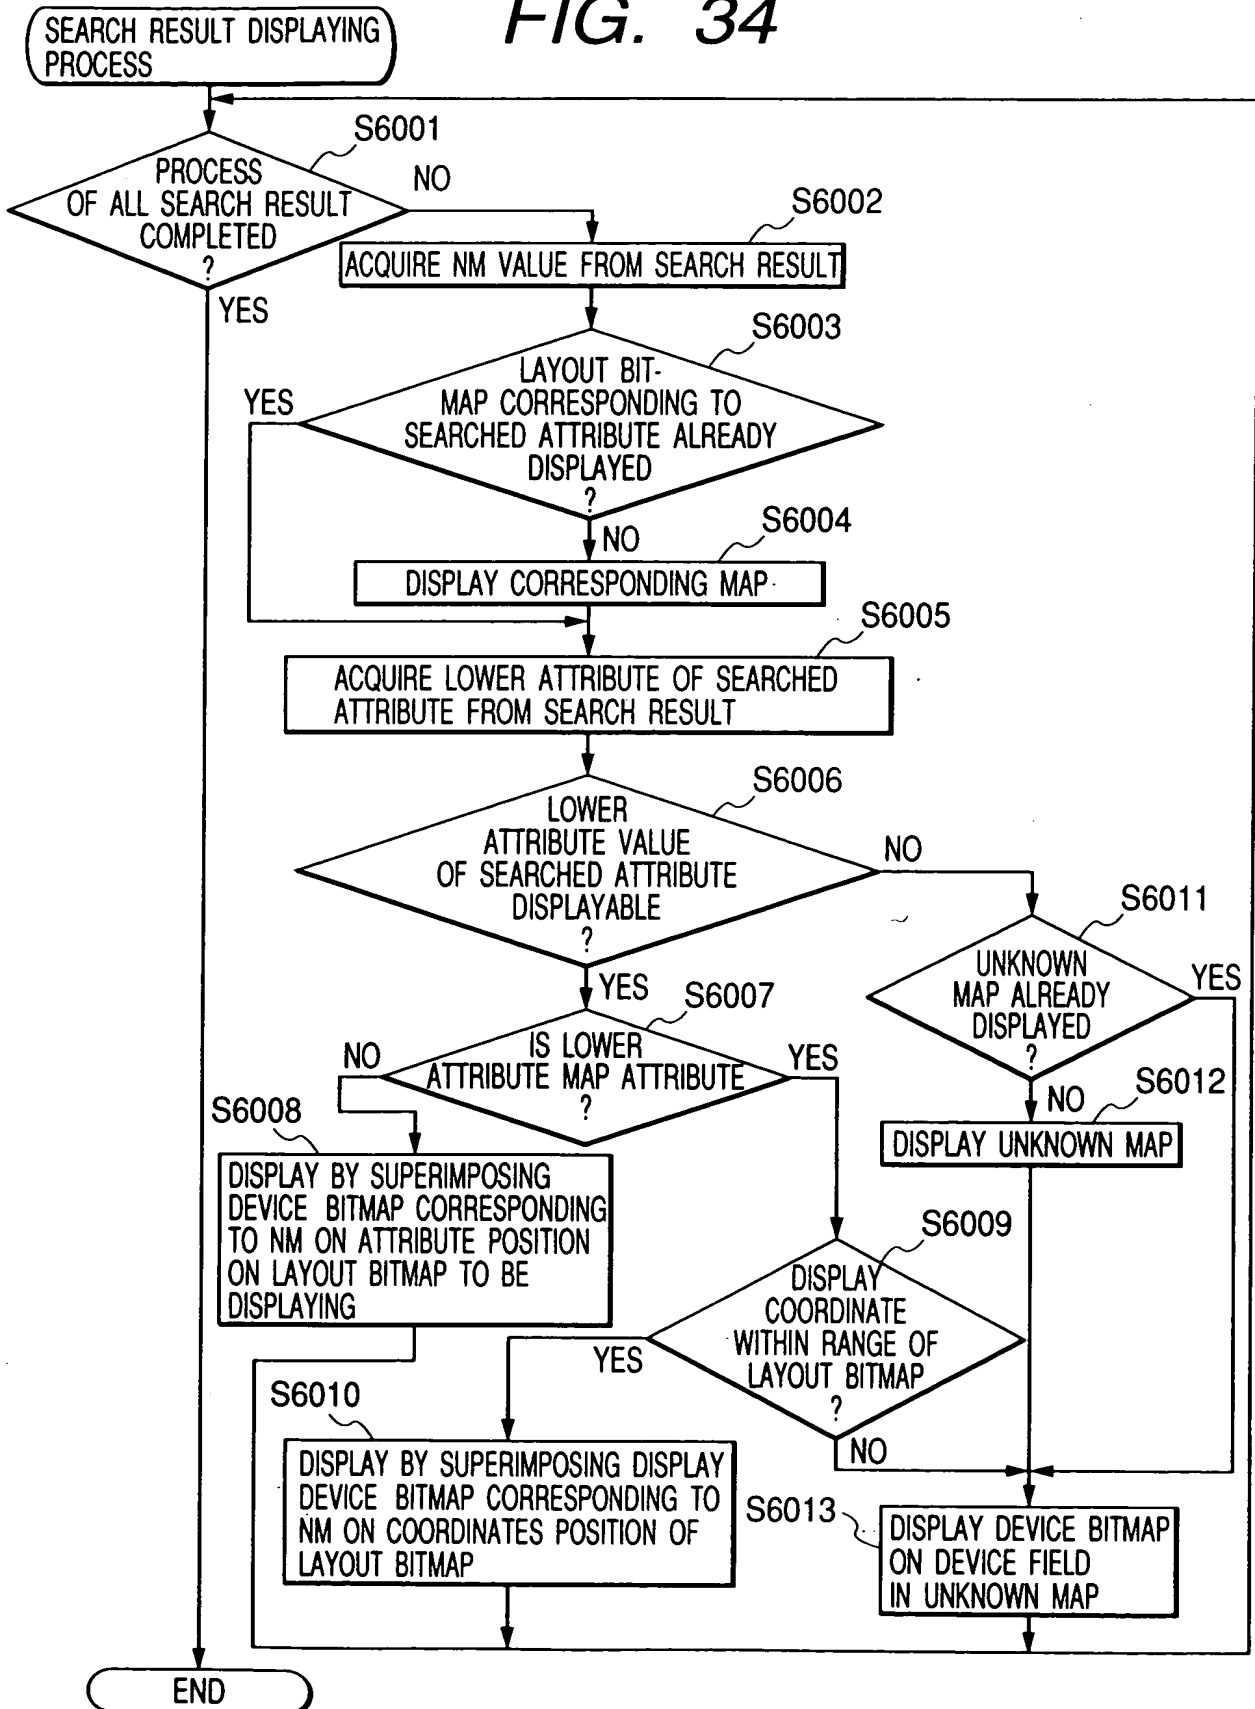 FIG. 34
SEARCH RESULT DISPLAYING
PROCESS
S6001
PROCESS
OF ALL SEARCH RESULT
COMPLETED
?
NO
YES
S6002
ACQUIRE NM VALUE FROM SEARCH RESULT
S6003
LAYOUT BIT-
MAP CORRESPONDING TO
SEARCHED ATTRIBUTE ALREADY
DISPLAYED
?
YES
NO
S6004
DISPLAY CORRESPONDING MAP
S6005
ACQUIRE LOWER ATTRIBUTE OF SEARCHED
ATTRIBUTE FROM SEARCH RESULT
S6006
LOWER
ATTRIBUTE VALUE
OF SEARCHED ATTRIBUTE
DISPLAYABLE
?
NO
YES
S6011
UNKNOWN
MAP ALREADY
DISPLAYED
?
YES
NO
S6007
IS LOWER
ATTRIBUTE MAP ATTRIBUTE
?
NO
YES
S6012
DISPLAY UNKNOWN MAP
S6008
DISPLAY BY SUPERIMPOSING
DEVICE BITMAP CORRESPONDING
TO NM ON ATTRIBUTE POSITION
ON LAYOUT BITMAP TO BE
DISPLAYING
S6009
DISPLAY
COORDINATE
WITHIN RANGE OF
LAYOUT BITMAP
?
YES
NO
S6010
DISPLAY BY SUPERIMPOSING DISPLAY
DEVICE BITMAP CORRESPONDING TO
NM ON COORDINATES POSITION OF
LAYOUT BITMAP
S6013
DISPLAY DEVICE BITMAP
ON DEVICE FIELD
IN UNKNOWN MAP
END